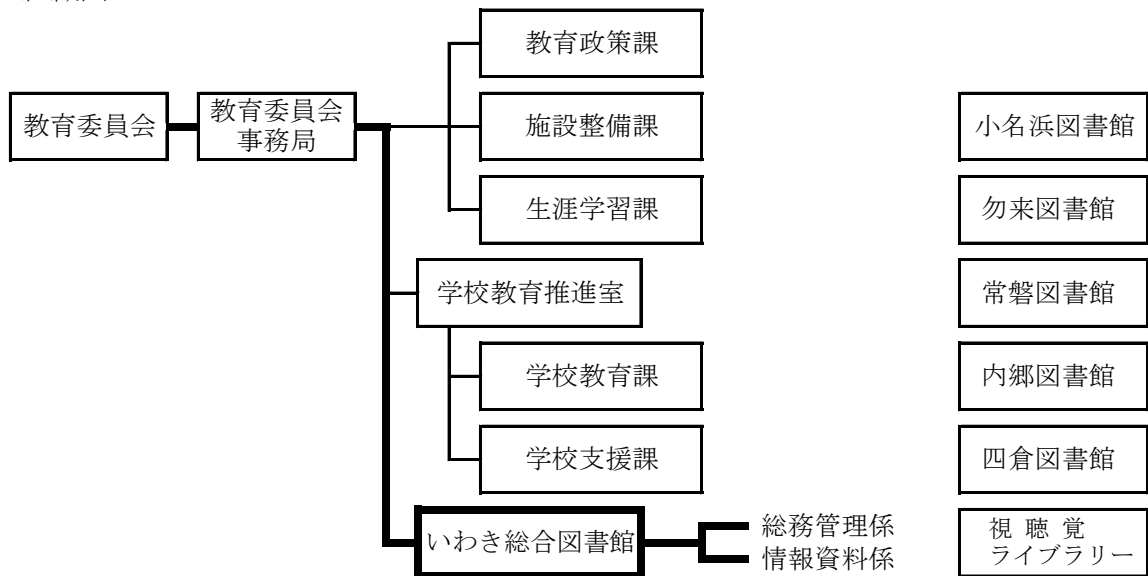 教育政策課
教育委員会
教育委員会
事務局
施設整備課
小名浜図書館
生涯学習課
勿来図書館
学校教育推進室
常磐図書館
学校教育課
内郷図書館
学校支援課
四倉図書館
いわき総合図書館
総務管理係
情報資料係
視 聴 覚
ライブラリー